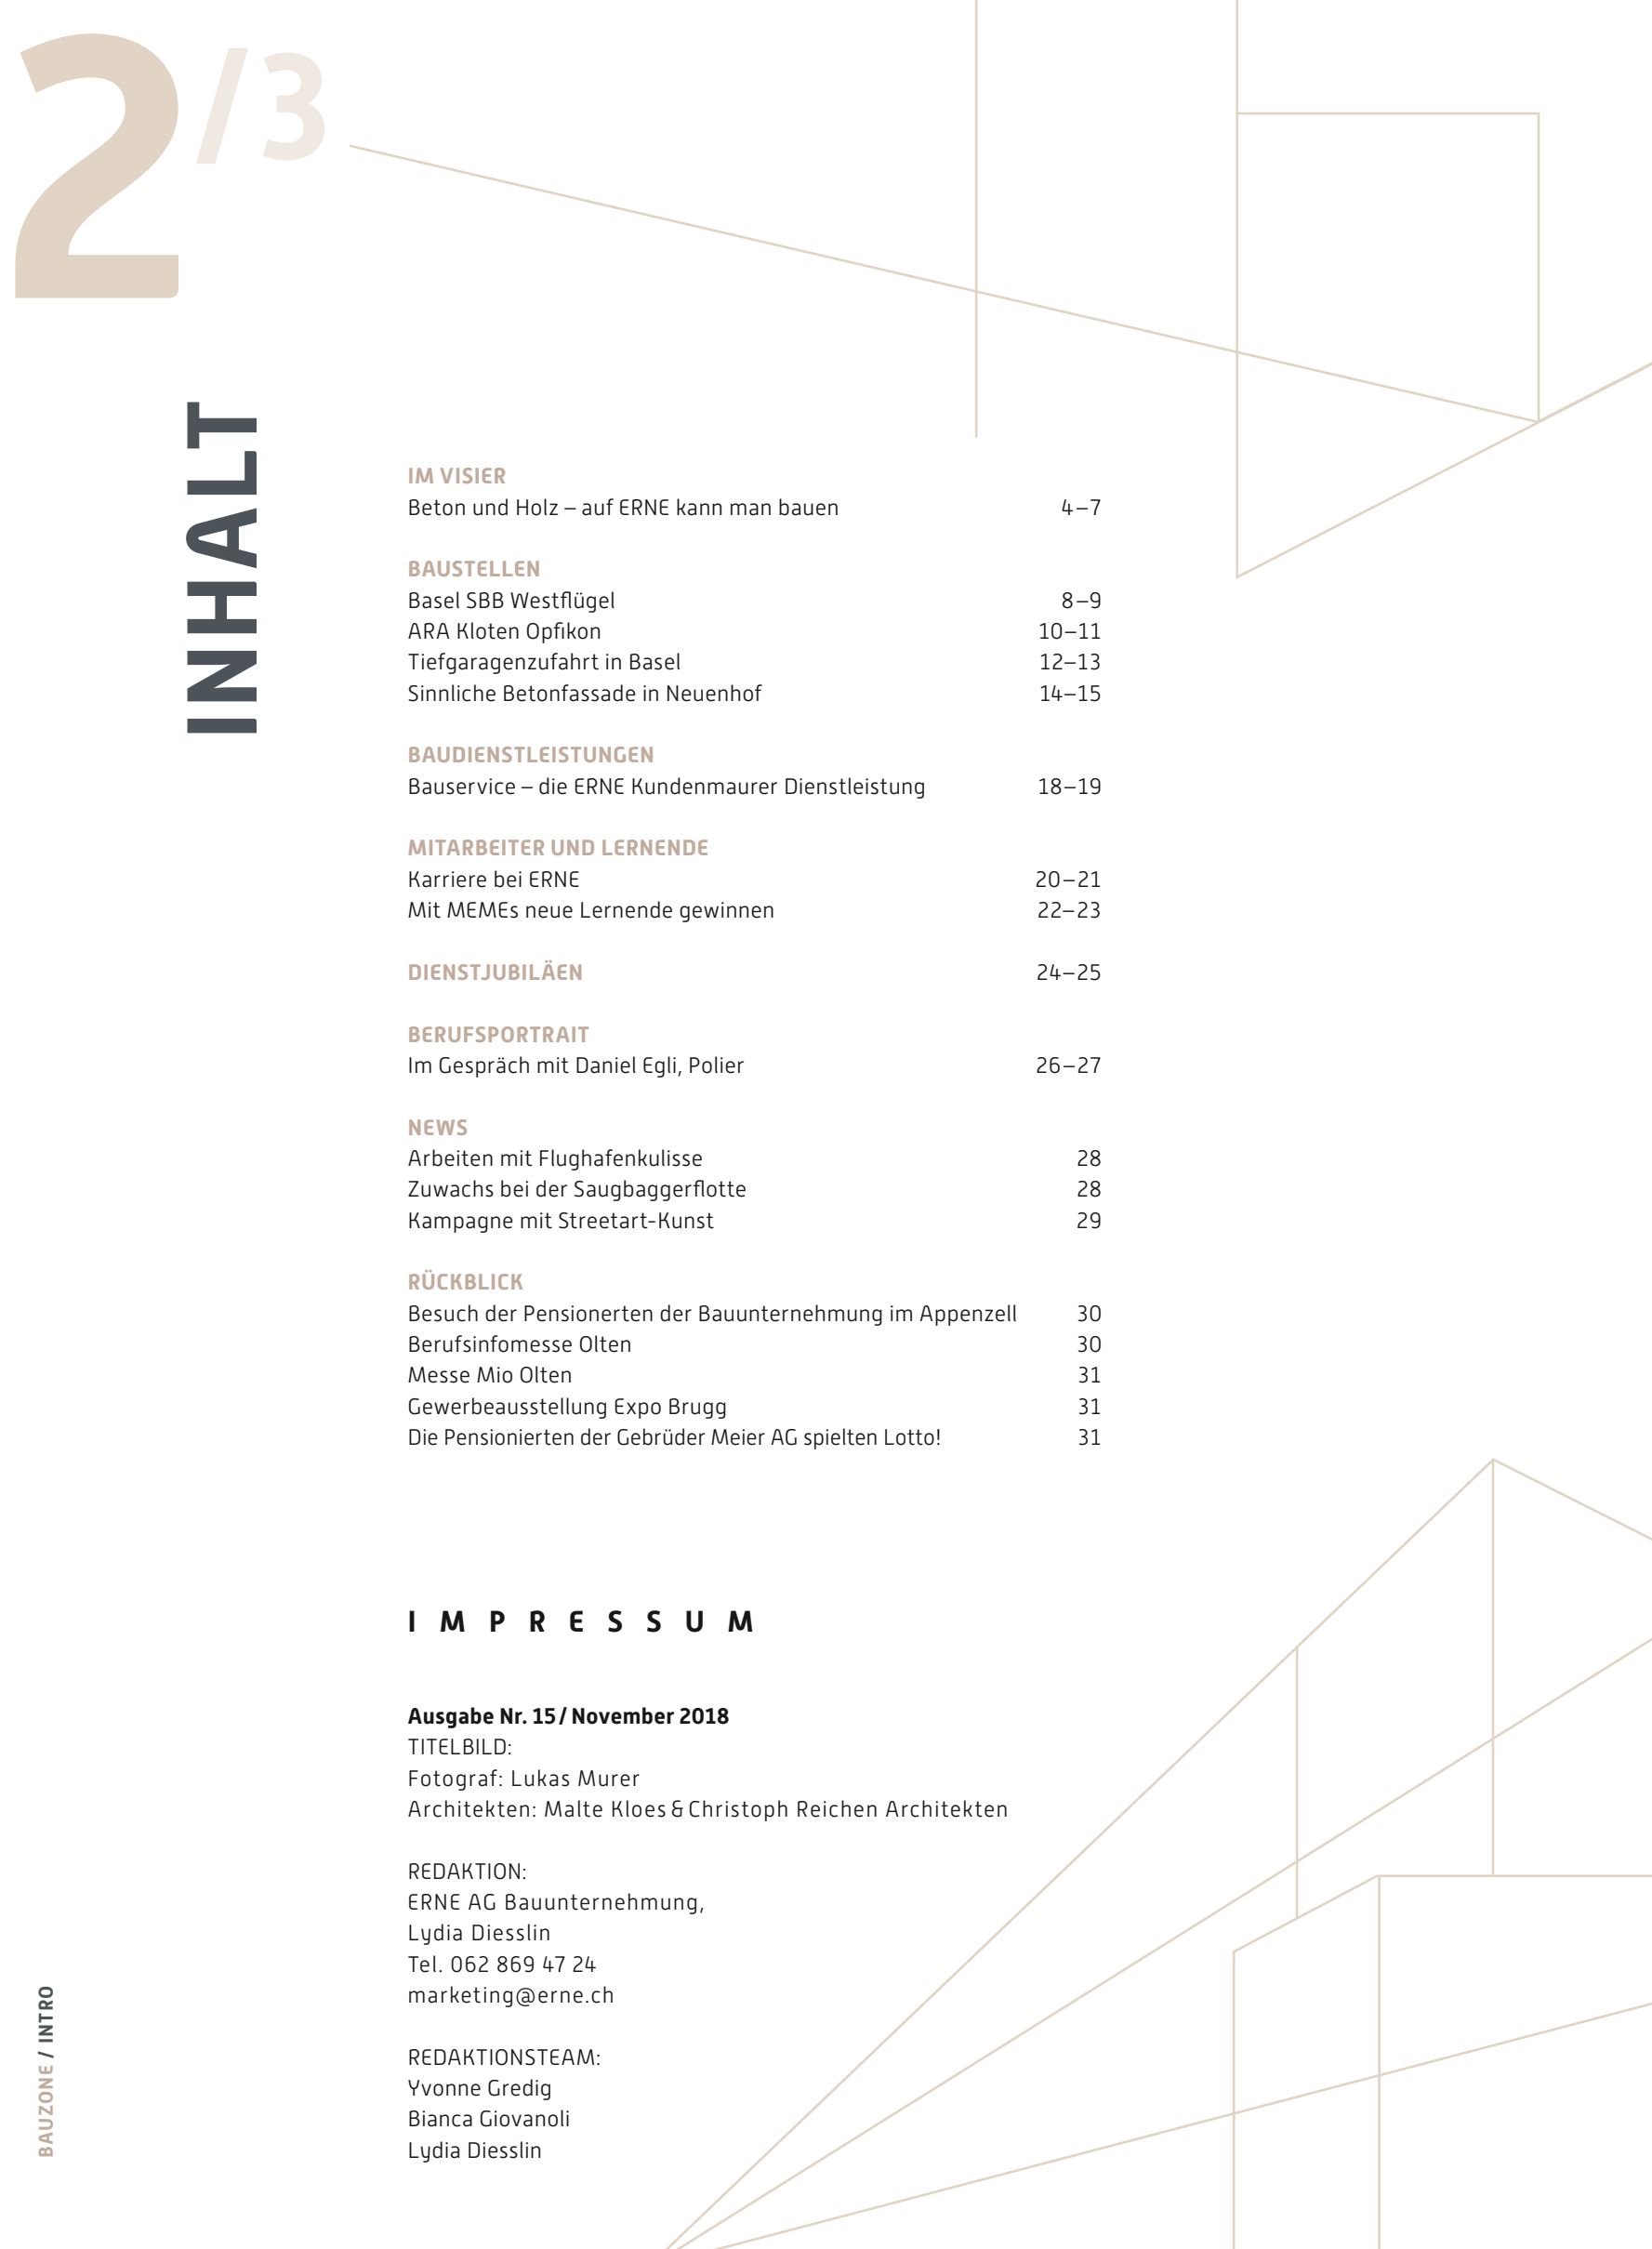 2/3
INHALT
IM VISIER
Beton und Holz – auf ERNE kann man bauen 4–7
BAUSTELLEN
Basel SBB Westflügel 8–9
ARA Kloten Opfikon 10–11
Tiefgaragenzufahrt in Basel 12–13
Sinnliche Betonfassade in Neuenhof 14–15
BAUDIENSTLEISTUNGEN
Bauservice – die ERNE Kundenmaurer Dienstleistung 18–19
MITARBEITER UND LERNENDE
Karriere bei ERNE 20–21
Mit MEMEs neue Lernende gewinnen 22–23
DIENSTJUBILÄEN 24–25
BERUFSPORTRAIT
Im Gespräch mit Daniel Egli, Polier 26–27
NEWS
Arbeiten mit Flughafenkulisse 28
Zuwachs bei der Saugbaggerflotte 28
Kampagne mit Streetart-Kunst 29
RÜCKBLICK
Besuch der Pensionerten der Bauunternehmung im Appenzell 30
Berufsinfomesse Olten 30
Messe Mio Olten 31
Gewerbeausstellung Expo Brugg 31
Die Pensionierten der Gebrüder Meier AG spielten Lotto! 31
IMPRESSUM
Ausgabe Nr. 15 / November 2018
TITELBILD:
Fotograf: Lukas Murer
Architekten: Malte Kloes & Christoph Reichen Architekten
REDAKTION:
ERNE AG Bauunternehmung,
Lydia Diesslin
Tel. 062 869 47 24
marketing@erne.ch
REDAKTIONSTEAM:
Yvonne Gredig
Bianca Giovanoli
Lydia Diesslin
BAUZONE / INTRO